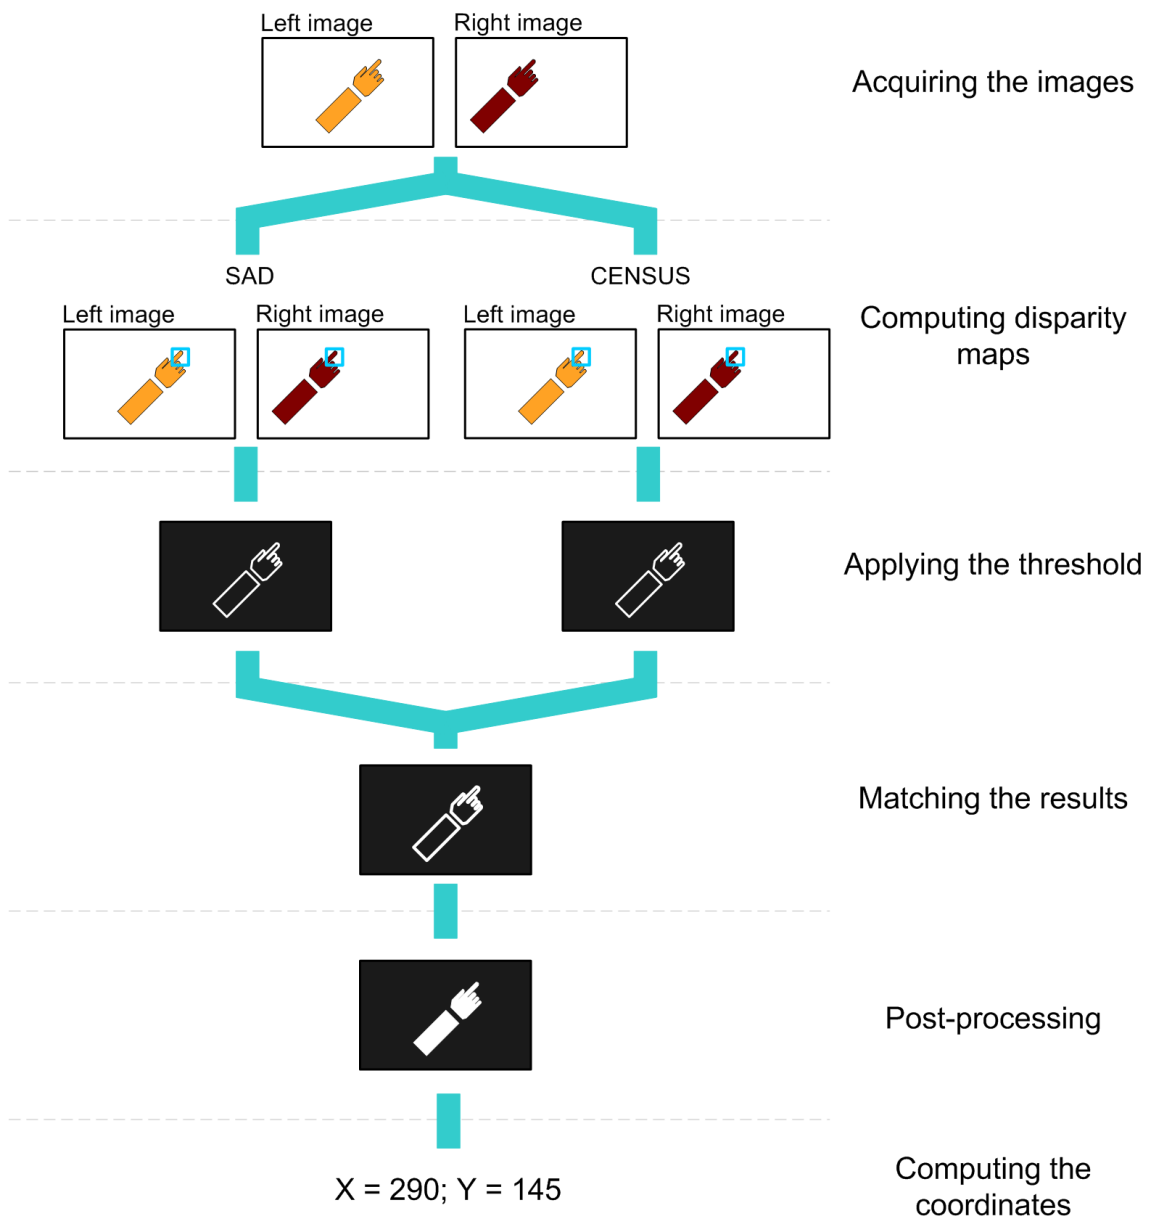 Left image
Right image
Acquiring the images
SAD
CENSUS
Left image
Right image
Left image
Right image
Computing disparity
maps
Applying the threshold
Matching the results
Post-processing
X = 290; Y = 145
Computing the
coordinates